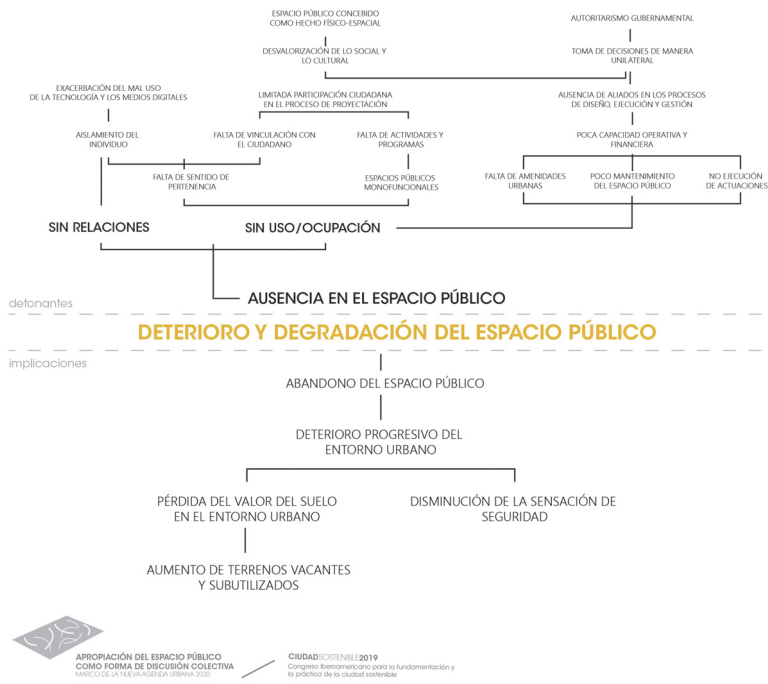 ESPACIO PÚBLICO CONCEBIDO
COMO HECHO FÍSICO-ESPACIAL
AUTORITARISMO GUBERNAMENTAL
DESVALORIZACIÓN DE LO SOCIAL Y
LO CULTURAL
TOMA DE DECISIONES DE MANERA
UNILATERAL
EXACERBACIÓN DEL MAL USO
DE LA TECNOLOGÍA Y LOS MEDIOS DIGITALES
LIMITADA PARTICIPACIÓN CIUDADANA
EN EL PROCESO DE PROYECTACIÓN
AUSENCIA DE ALIADOS EN LOS PROCESOS
DE DISEÑO, EJECUCIÓN Y GESTIÓN
AISLAMIENTO DEL
INDIVIDUO
FALTA DE VINCULACIÓN CON
EL CIUDADANO
FALTA DE ACTIVIDADES Y
PROGRAMAS
POCA CAPACIDAD OPERATIVA Y
FINANCIERA
FALTA DE SENTIDO DE
PERTENENCIA
ESPACIOS PÚBLICOS
MONOFUNCIONALES
FALTA DE AMENIDADES
URBANAS
POCO MANTENIMIENTO
DEL ESPACIO PÚBLICO
NO EJECUCIÓN
DE ACTUACIONES
SIN RELACIONES
SIN USO/OCUPACIÓN
AUSENCIA EN EL ESPACIO PÚBLICO
detonantes
DETERIORO Y DEGRADACIÓN DEL ESPACIO PÚBLICO
implicaciones
ABANDONO DEL ESPACIO PÚBLICO
DETERIORO PROGRESIVO DEL
ENTORNO URBANO
PÉRDIDA DEL VALOR DEL SUELO
EN EL ENTORNO URBANO
DISMINUCIÓN DE LA SENSACIÓN DE
SEGURIDAD
AUMENTO DE TERRENOS VACANTES
Y SUBUTILIZADOS
APROPIACIÓN DEL ESPACIO PÚBLICO
COMO FORMA DE DISCUSIÓN COLECTIVA
MARCO DE LA NUEVA AGENDA URBANA 2030
CIUDADSOSTENIBLE2019
Congreso Iberoamericano para la fundamentación y
la práctica de la ciudad sostenible